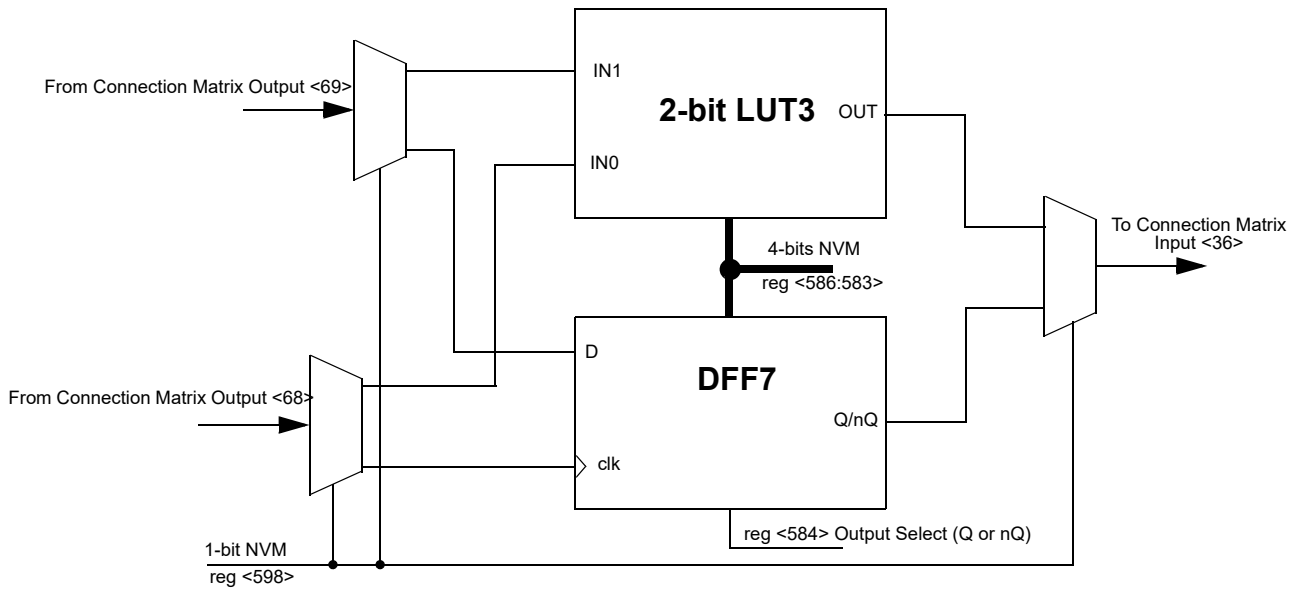 From Connection Matrix Output <69>
IN1
2-bit LUT3
OUT
IN0
To Connection Matrix
Input <36>
4-bits NVM
reg <586:583>
D
DFF7
From Connection Matrix Output <68>
Q/nQ
clk
reg <584> Output Select (Q or nQ)
1-bit NVM
reg <598>